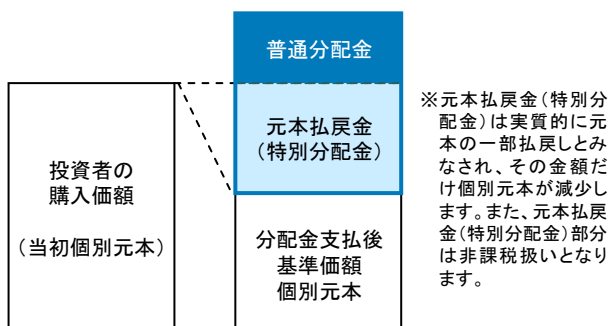 普通分配金
元本払戻金
(特別分配金)
投資者の
購入価額
(当初個別元本)
分配金支払後
基準価額
個別元本
※元本払戻金(特別分
配金)は実質的に元
本の一部払戻しとみ
なされ、その金額だ
け個別元本が減少し
ます。また、元本払戻
金(特別分配金)部分
は非課税扱いとなり
ます。